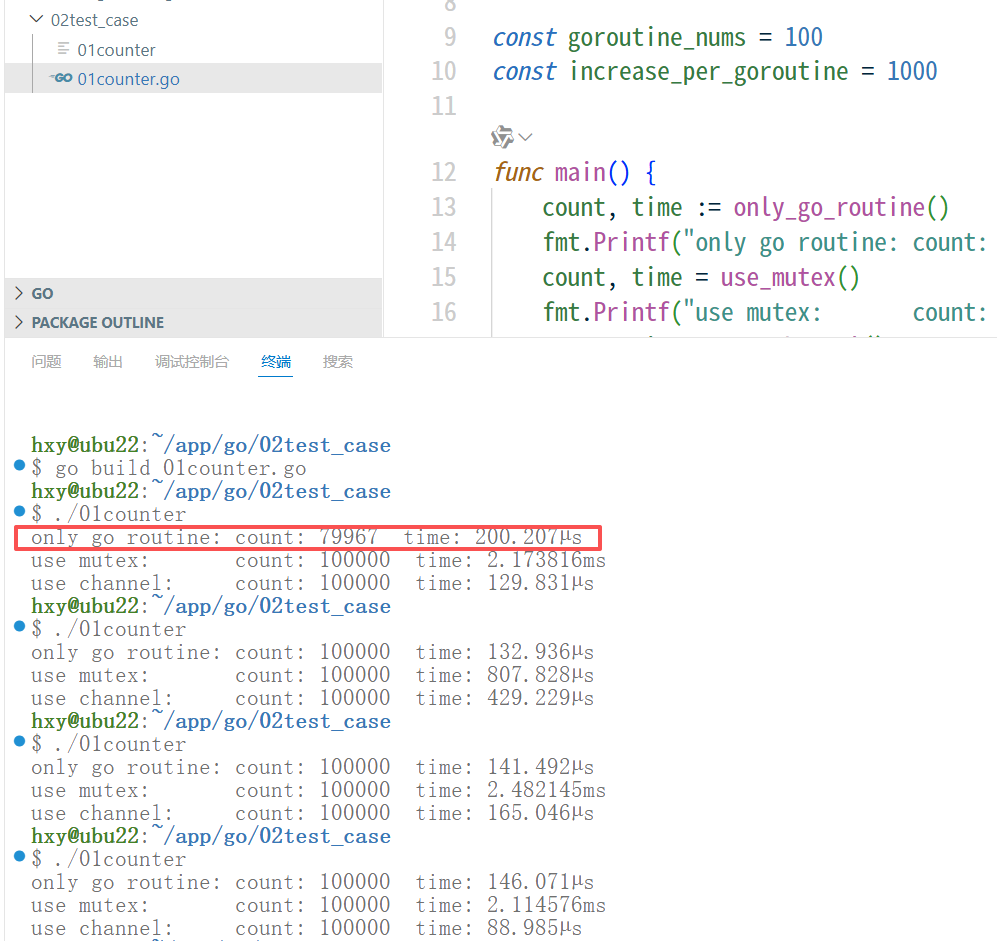 02test_case
01counter
01counter.go
GO
PACKAGE OUTLINE
8
9 const goroutine_nums = 100
10 const increase_per_goroutine = 1000
11
12 func main() {
13 count, time := only_go_routine()
14 fmt.Printf("only go routine: count:
15 count, time = use_mutex()
16 fmt.Printf("use mutex: count:
问题 输出 调试控制台 终端 搜索
hxy@ubu22:~/app/go/02test_case
$ go build 01counter.go
hxy@ubu22:~/app/go/02test_case
$ ./01counter
only go routine: count: 79967 time: 200.207µs
use mutex: count: 100000 time: 2.173816ms
use channel: count: 100000 time: 129.831µs
hxy@ubu22:~/app/go/02test_case
$ ./01counter
only go routine: count: 100000 time: 132.936µs
use mutex: count: 100000 time: 807.828µs
use channel: count: 100000 time: 429.229µs
hxy@ubu22:~/app/go/02test_case
$ ./01counter
only go routine: count: 100000 time: 141.492µs
use mutex: count: 100000 time: 2.482145ms
use channel: count: 100000 time: 165.046µs
hxy@ubu22:~/app/go/02test_case
$ ./01counter
only go routine: count: 100000 time: 146.071µs
use mutex: count: 100000 time: 2.114576ms
use channel: count: 100000 time: 88.985µs